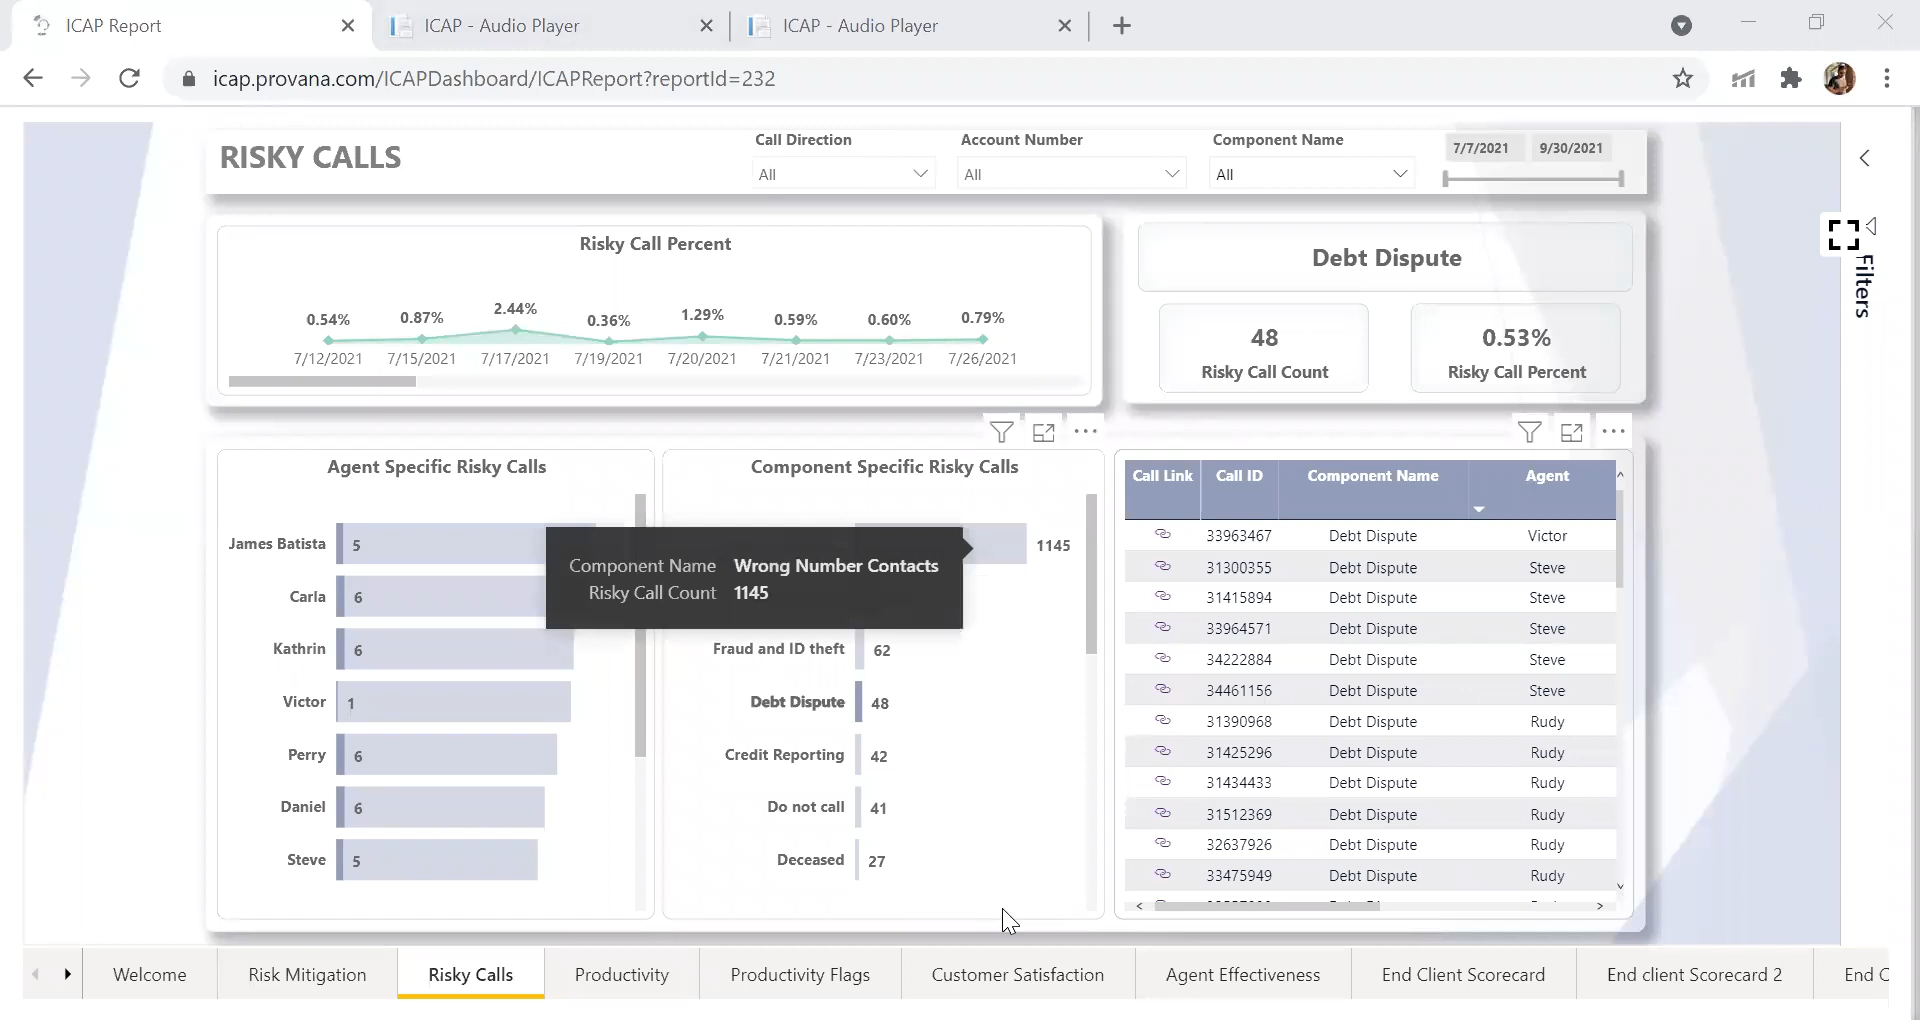 ICAP Report
ICAP - Audio Player
ICAP - Audio Player
icap.provana.com/ICAPDashboard/ICAPReport?reportId=232
RISKY CALLS
Call Direction
All
Account Number
All
Component Name
All
7/7/2021
9/30/2021
Filters
Risky Call Percent
0.54% 0.87% 2.44% 0.36% 1.29% 0.59% 0.60% 0.79%
7/12/2021 7/15/2021 7/17/2021 7/19/2021 7/20/2021 7/21/2021 7/23/2021 7/26/2021
Debt Dispute
48
Risky Call Count
0.53%
Risky Call Percent
Agent Specific Risky Calls
James Batista 5
Carla 6
Kathrin 6
Victor 1
Perry 6
Daniel 6
Steve 5
Component Specific Risky Calls
1145
Component Name Wrong Number Contacts
Risky Call Count 1145
Fraud and ID theft 62
Debt Dispute 48
Credit Reporting 42
Do not call 41
Deceased 27
Call Link Call ID Component Name Agent
33963467 Debt Dispute Victor
31300355 Debt Dispute Steve
31415894 Debt Dispute Steve
33964571 Debt Dispute Steve
34222884 Debt Dispute Steve
34461156 Debt Dispute Steve
31390968 Debt Dispute Rudy
31425296 Debt Dispute Rudy
31434433 Debt Dispute Rudy
31512369 Debt Dispute Rudy
32637926 Debt Dispute Rudy
33475949 Debt Dispute Rudy
Welcome
Risk Mitigation
Risky Calls
Productivity
Productivity Flags
Customer Satisfaction
Agent Effectiveness
End Client Scorecard
End client Scorecard 2
End C